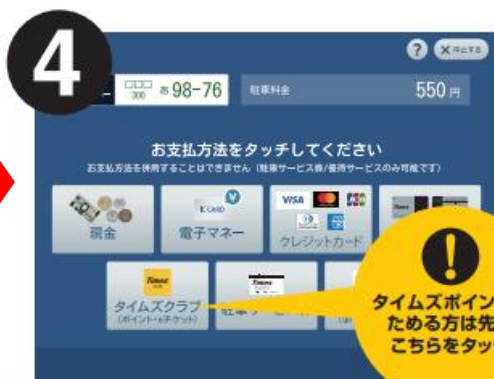 4
? × 中止する
300 あ 98-76 駐車料金 550 円
お支払方法をタッチしてください
お支払方法を併用することはできません（駐車サービス券/優待サービスのみ可能です）
現金
電子マネー
VISA
クレジットカード
Times
タイムズクラブ
（ポイント・eチケット）
!
タイムズポイン
ためる方は先
こちらをタッ